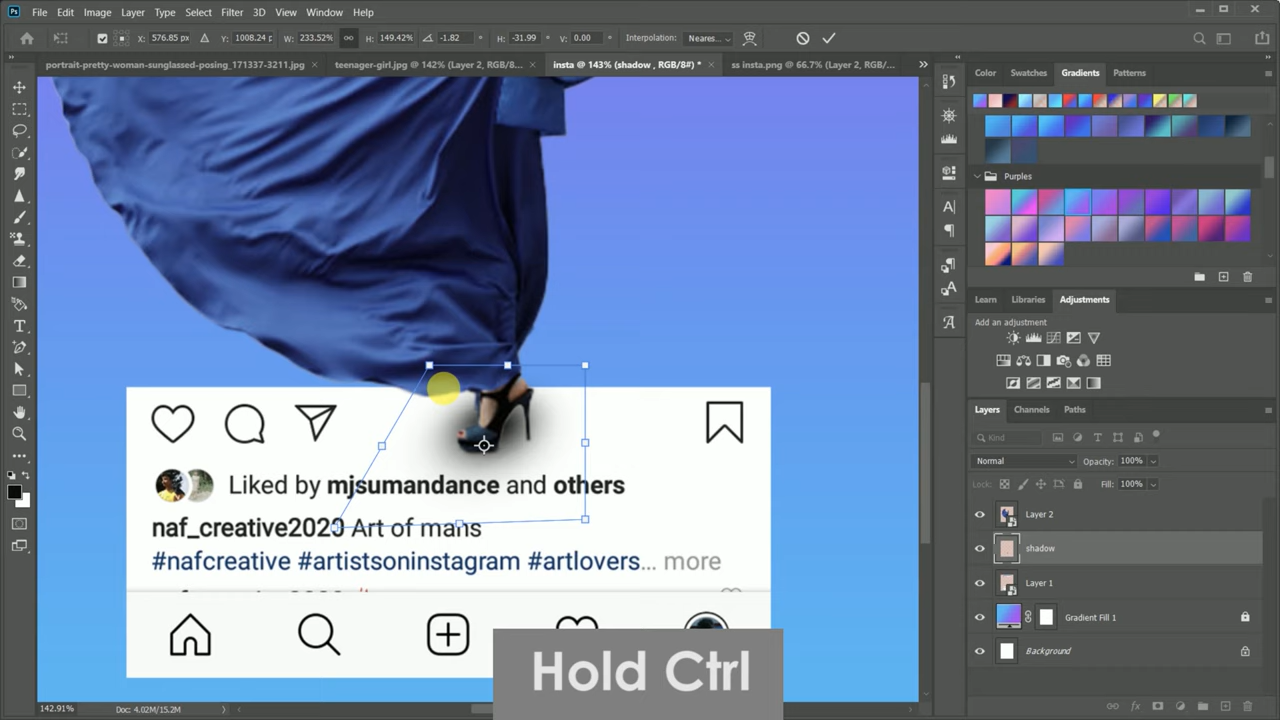 Ps File Edit Image Layer Type Select Filter 3D View Window Help
X: 576.85 px Y: 1008.24 p W: 233.52% H: 149.42% -1.82 ° H: -31.99 ° V: 0.00 ° Interpolation: Neares...
portrait-pretty-woman-sunglassed-posing_171337-3211.jpg × teenager-girl.jpg @ 142% (Layer 2, RGB/8... × insta @ 143% (shadow , RGB/8#) * × ss insta.png @ 66.7% (Layer 2, RGB/...
Color Swatches Gradients Patterns
Purples
Learn Libraries Adjustments
Add an adjustment
Layers Channels Paths
Kind
Normal Opacity: 100%
Lock: Fill: 100%
Layer 2
shadow
Layer 1
Gradient Fill 1
Background
Liked by mjsumandance and others
naf_creative2023 Art of mans
#nafcreative #artistsoninstagram #artlovers... more
Hold Ctrl
142.91% Doc: 4.02M/15.2M